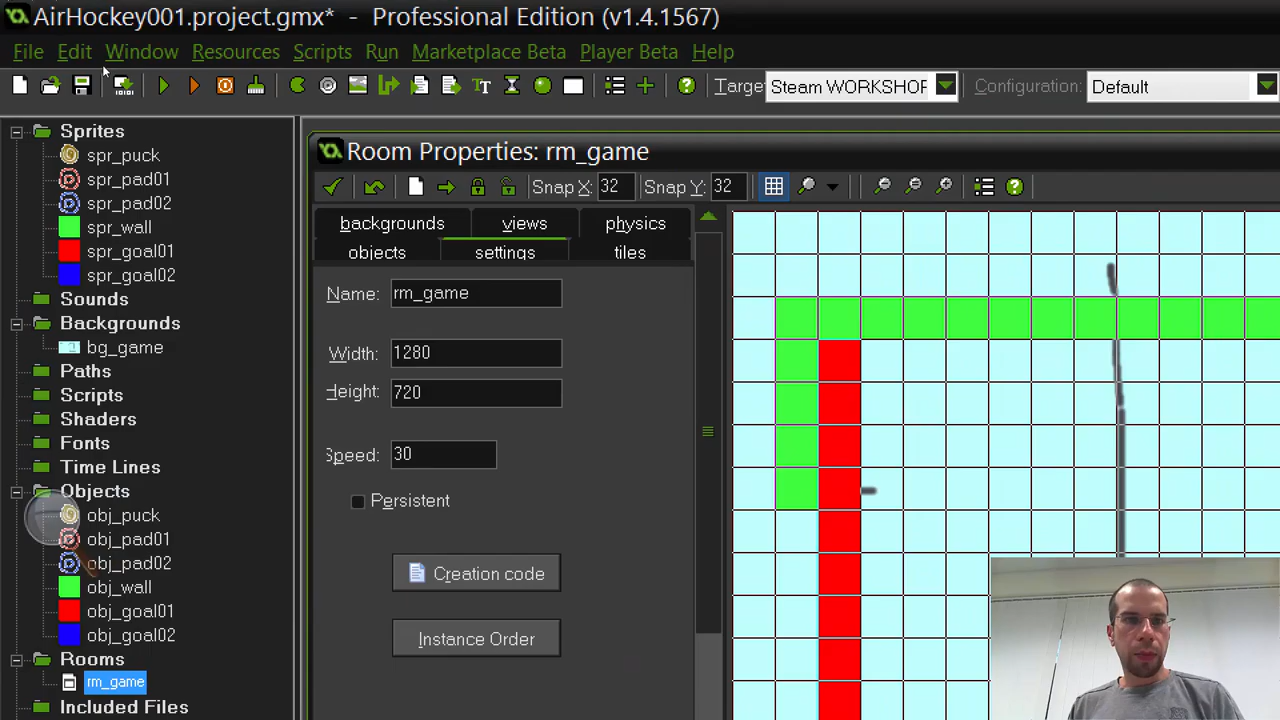 AirHockey001.project.gmx* - Professional Edition (v1.4.1567)
File Edit Window Resources Scripts Run Marketplace Beta Player Beta Help
Target Steam WORKSHOP Configuration: Default
Sprites
spr_puck
spr_pad01
spr_pad02
spr_wall
spr_goal01
spr_goal02
Sounds
Backgrounds
bg_game
Paths
Scripts
Shaders
Fonts
Time Lines
Objects
obj_puck
obj_pad01
obj_pad02
obj_wall
obj_goal01
obj_goal02
Rooms
rm_game
Included Files
Room Properties: rm_game
Snap X: 32 Snap Y: 32
backgrounds views physics
objects settings tiles
Name: rm_game
Width: 1280
Height: 720
Speed: 30
Persistent
Creation code
Instance Order